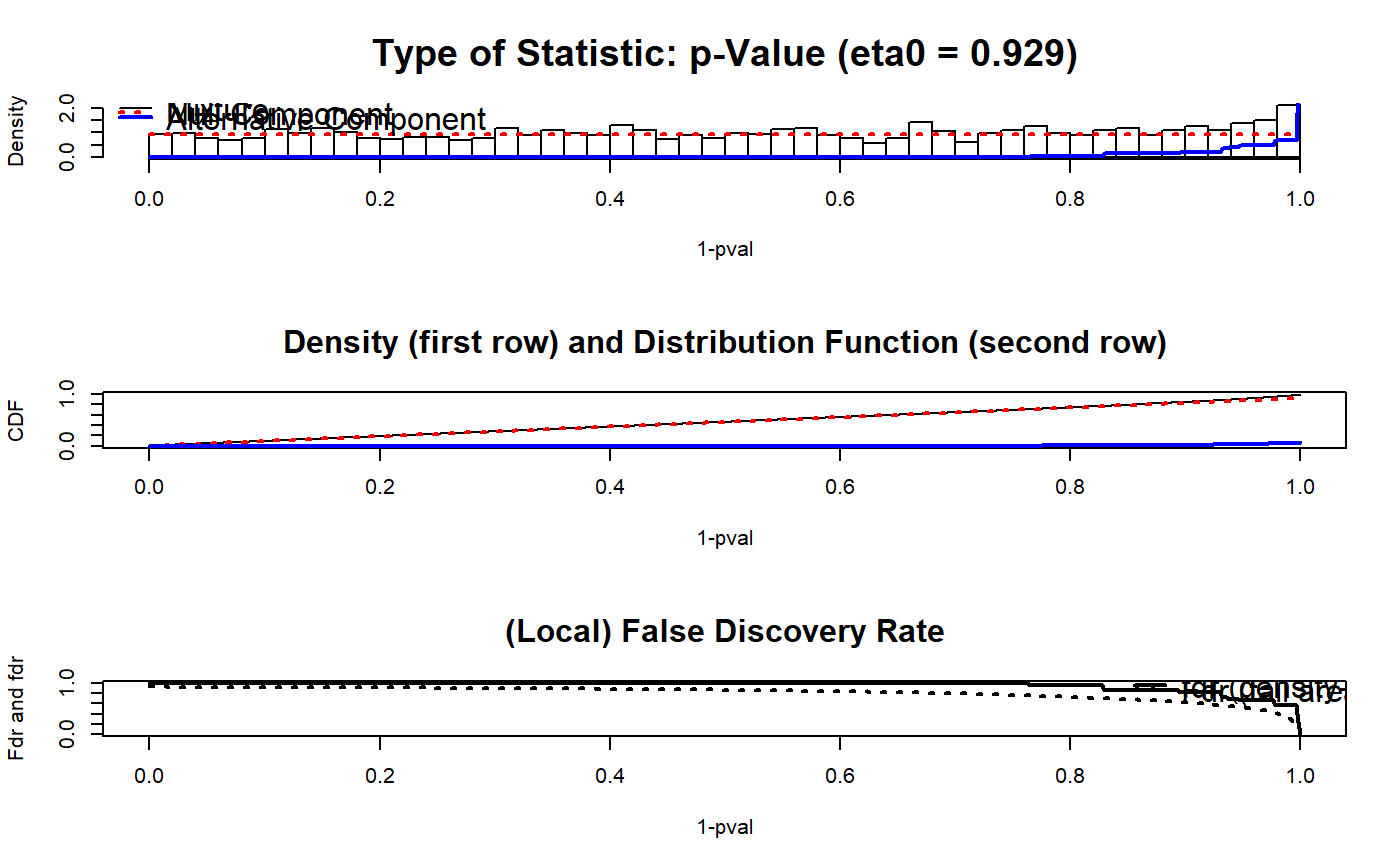 Type of Statistic: p-Value (eta0 = 0.929)
Density
2.0
0.0
Alternative Component
0.0 0.2 0.4 0.6 0.8 1.0
1-pval
Density (first row) and Distribution Function (second row)
CDF
1.0
0.0
0.0 0.2 0.4 0.6 0.8 1.0
1-pval
(Local) False Discovery Rate
Fdr and fdr
1.0
0.0
0.0 0.2 0.4 0.6 0.8 1.0
1-pval